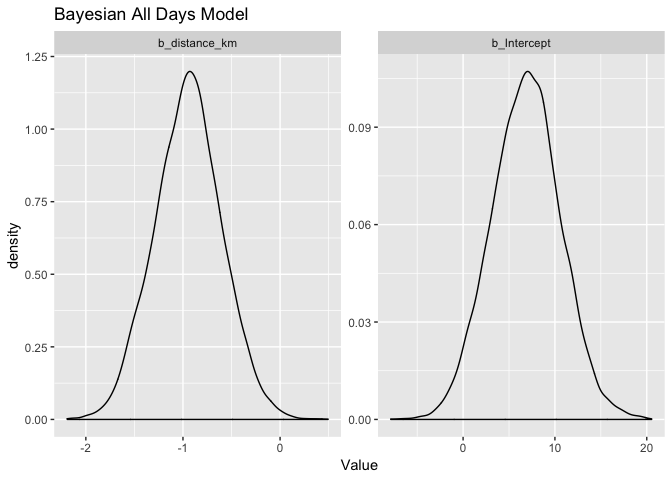 Bayesian All Days Model
b_distance_km
b_Intercept
density
1.25
1.00
0.75
0.50
0.25
0.00
0.09
0.06
0.03
0.00
-2 -1 0
0 10 20
Value